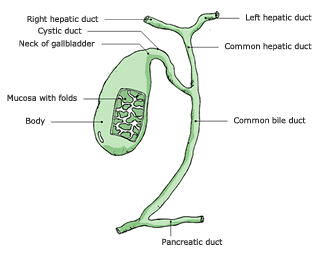 Right hepatic duct
Left hepatic duct
Cystic duct
Neck of gallbladder
Common hepatic duct
Mucosa with folds
Body
Common bile duct
Pancreatic duct